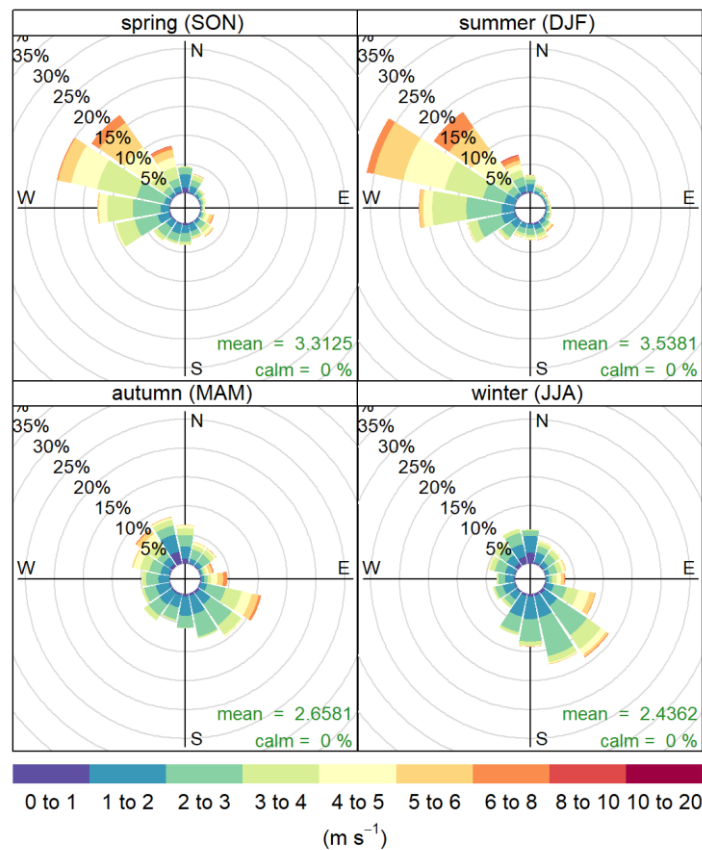 spring (SON)
N
%
35%
30%
25%
20%
15%
10%
5%
W
E
S
mean = 3.3125
calm = 0 %
summer (DJF)
N
%
35%
30%
25%
20%
15%
10%
5%
W
E
S
mean = 3.5381
calm = 0 %
autumn (MAM)
N
%
35%
30%
25%
20%
15%
10%
5%
W
E
S
mean = 2.6581
calm = 0 %
winter (JJA)
N
%
35%
30%
25%
20%
15%
10%
5%
W
E
S
mean = 2.4362
calm = 0 %
0 to 1 1 to 2 2 to 3 3 to 4 4 to 5 5 to 6 6 to 8 8 to 10 10 to 20
(m s⁻¹)